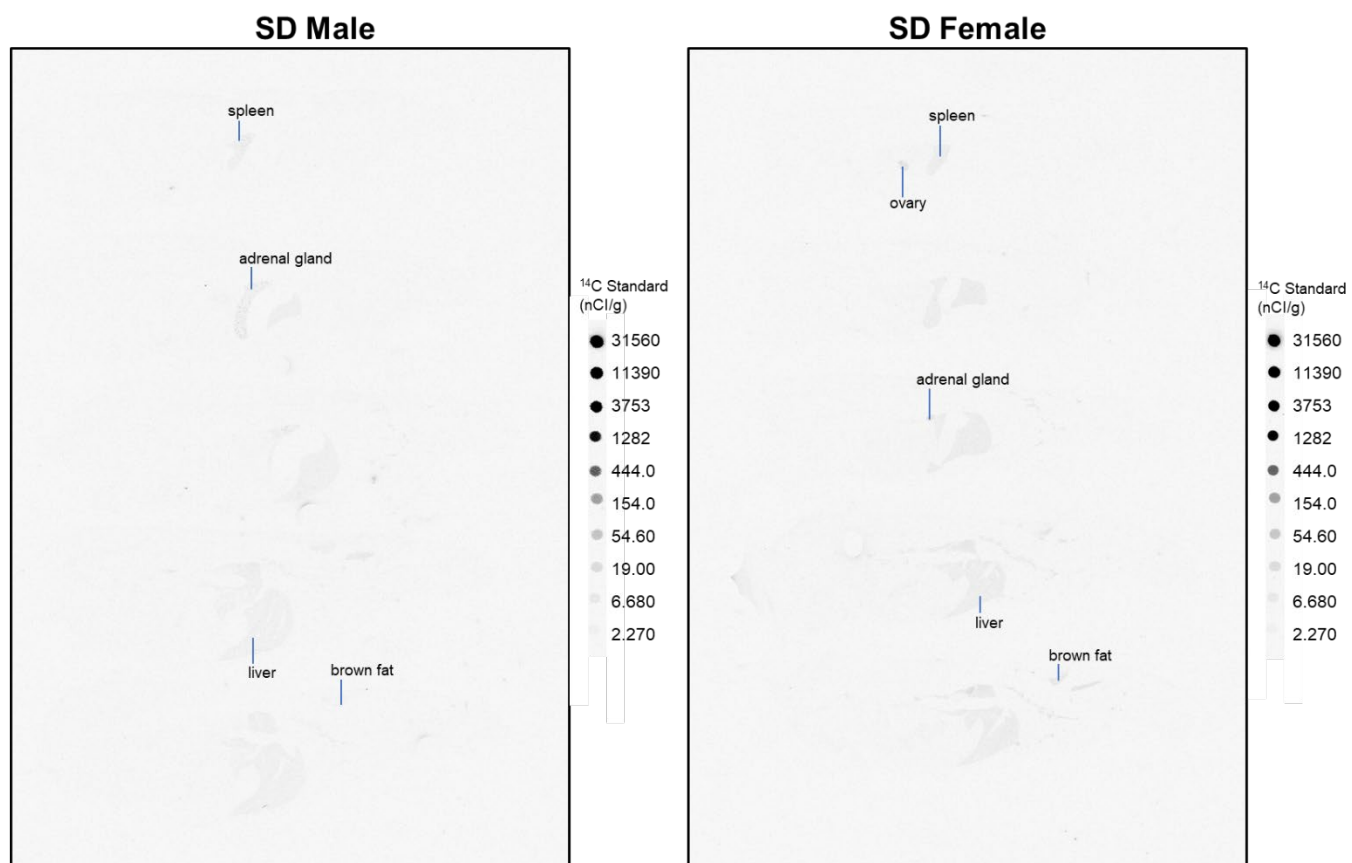 SD Male
spleen
adrenal gland
liver
brown fat
¹⁴C Standard
(nCI/g)
31560
11390
3753
1282
444.0
154.0
54.60
19.00
6.680
2.270
SD Female
spleen
ovary
adrenal gland
liver
brown fat
¹⁴C Standard
(nCI/g)
31560
11390
3753
1282
444.0
154.0
54.60
19.00
6.680
2.270